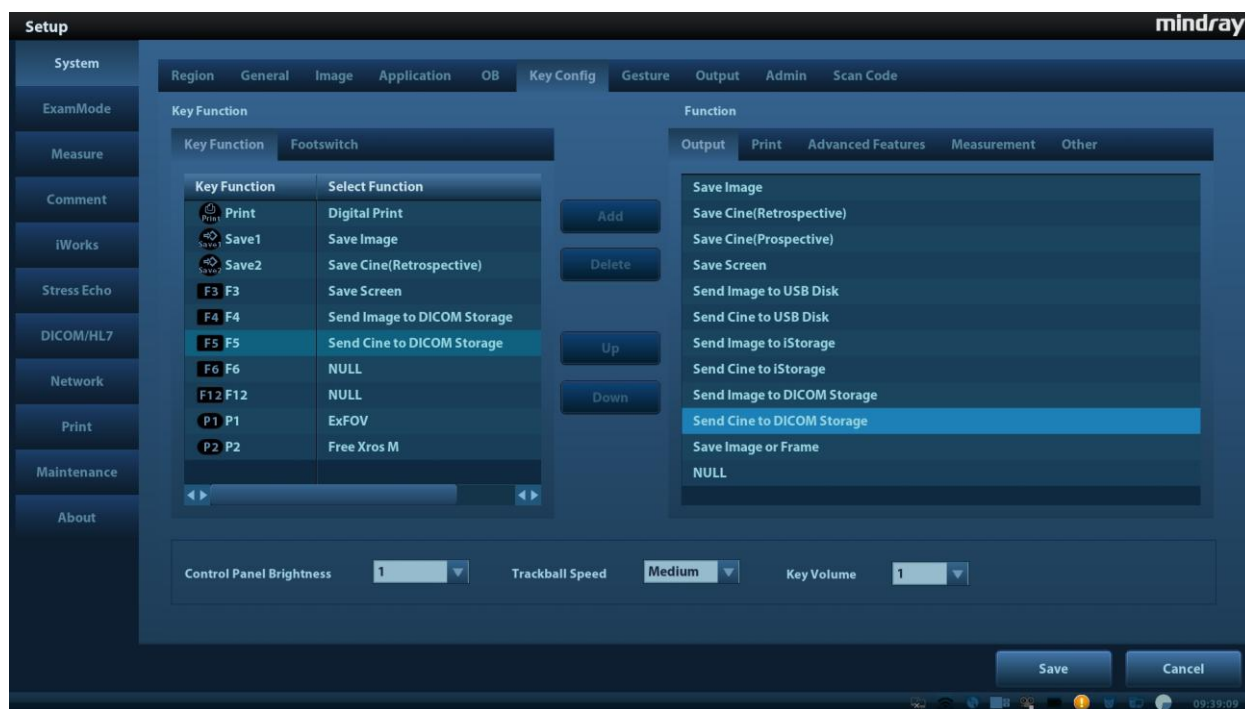 Setup
mindray
System
ExamMode
Measure
Comment
iWorks
Stress Echo
DICOM/HL7
Network
Print
Maintenance
About
Region General Image Application OB Key Config Gesture Output Admin Scan Code
Key Function
Key Function Footswitch
Key Function Select Function
Print Print Digital Print
Save1 Save1 Save Image
Save2 Save2 Save Cine(Retrospective)
F3 F3 Save Screen
F4 F4 Send Image to DICOM Storage
F5 F5 Send Cine to DICOM Storage
F6 F6 NULL
F12 F12 NULL
P1 P1 ExFOV
P2 P2 Free Xros M
Add
Delete
Up
Down
Function
Output Print Advanced Features Measurement Other
Save Image
Save Cine(Retrospective)
Save Cine(Prospective)
Save Screen
Send Image to USB Disk
Send Cine to USB Disk
Send Image to iStorage
Send Cine to iStorage
Send Image to DICOM Storage
Send Cine to DICOM Storage
Save Image or Frame
NULL
Control Panel Brightness 1 Trackball Speed Medium Key Volume 1
Save Cancel
09:39:09